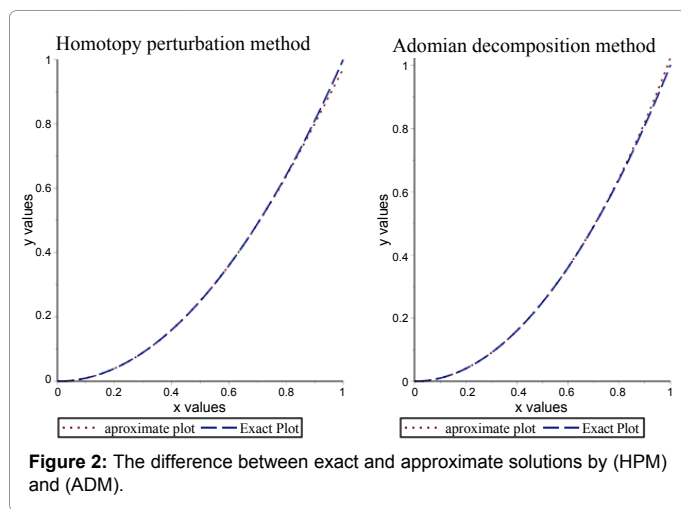 Homotopy perturbation method
1
0.8
0.6
0.4
0.2
0
y values
0
0.2
0.4
0.6
0.8
1
x values
aproximate plot
Exact Plot
Adomian decomposition method
1
0.8
0.6
0.4
0.2
0
y values
0
0.2
0.4
0.6
0.8
1
x values
aproximate plot
Exact Plot
Figure 2: The difference between exact and approximate solutions by (HPM)
and (ADM).